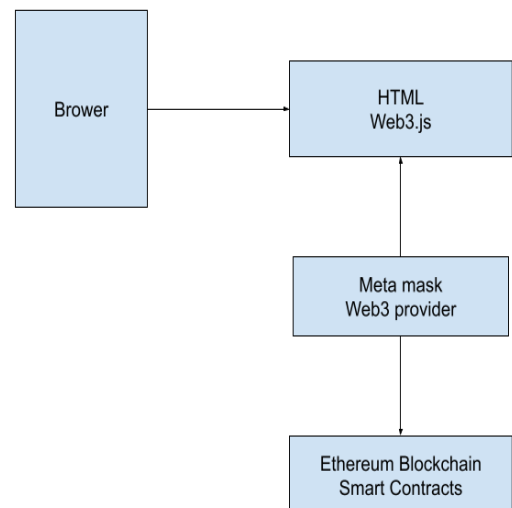 Brower
HTML
Web3.js
Meta mask
Web3 provider
Ethereum Blockchain
Smart Contracts